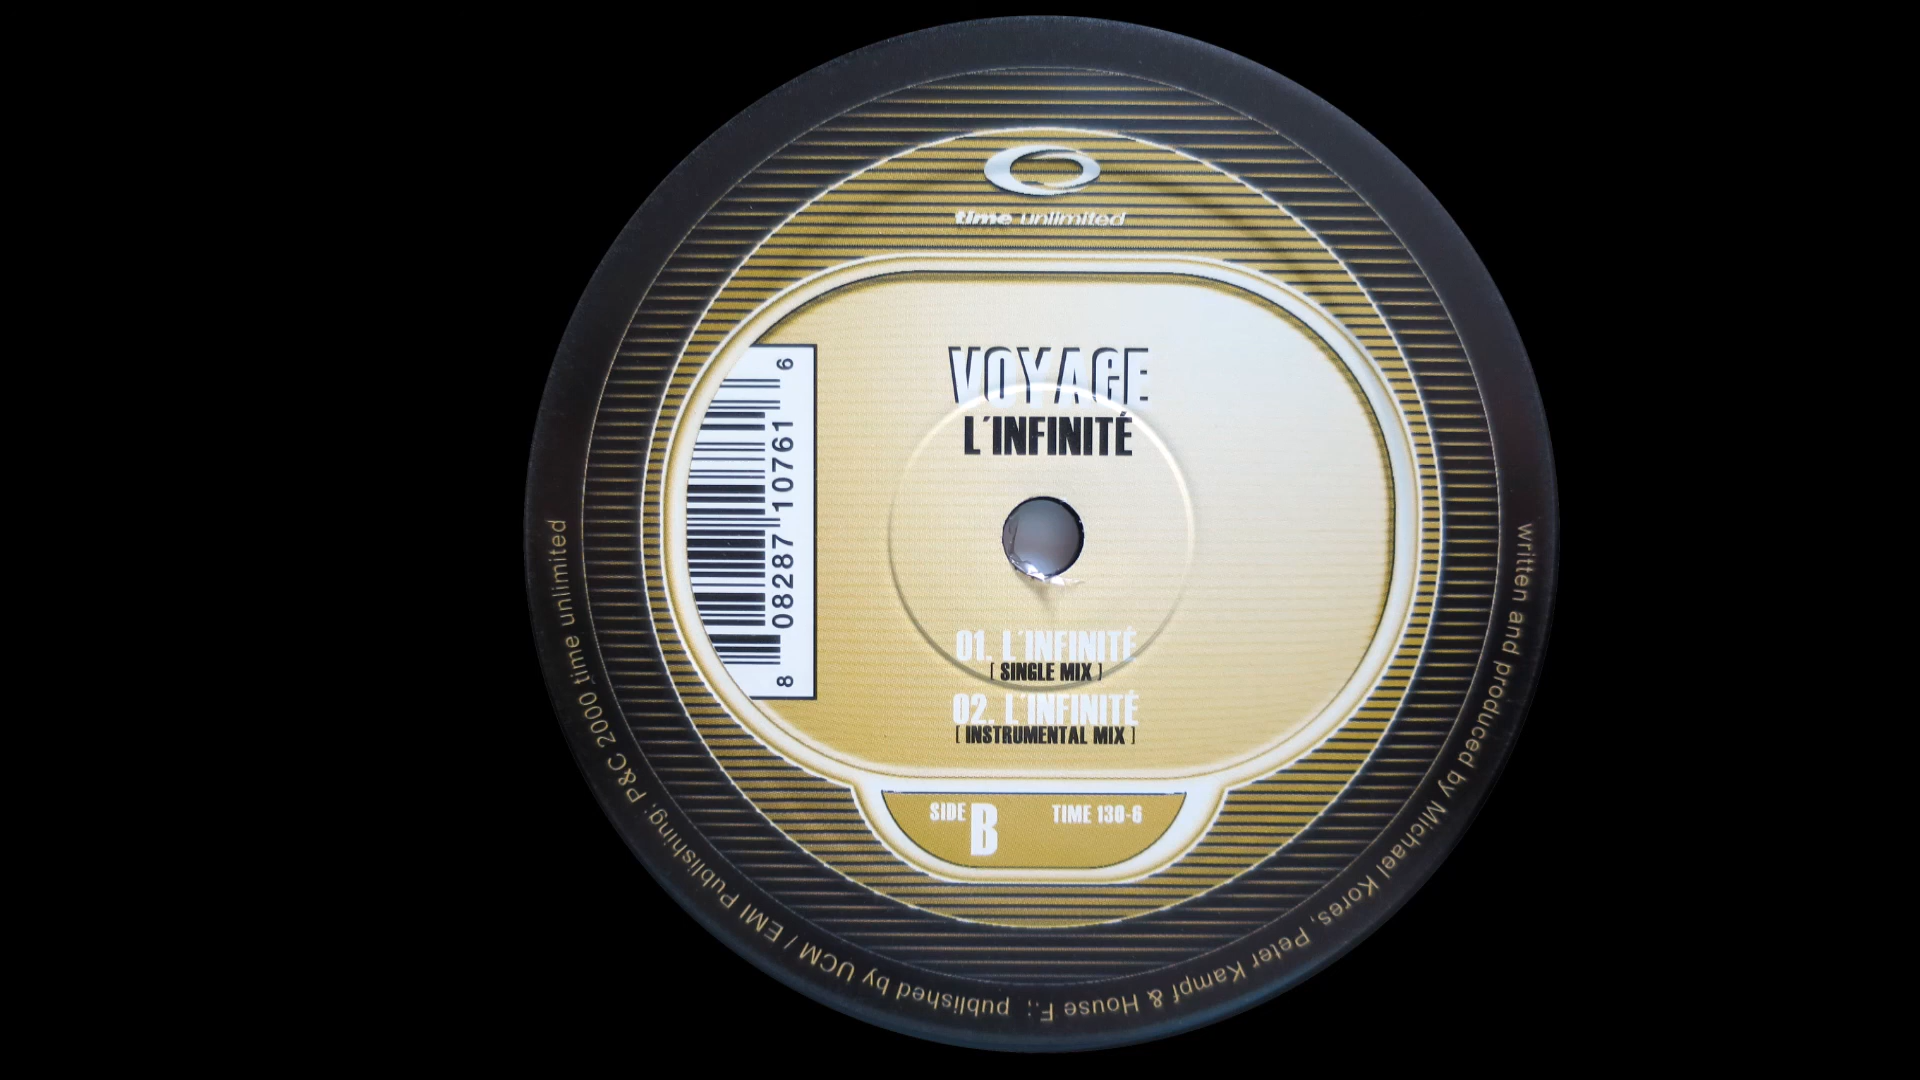 time unlimited
VOYAGE
L´INFINITÉ
8 08287 10761 6
01. L´INFINITÉ
[ SINGLE MIX ]
02. L´INFINITÉ
[ INSTRUMENTAL MIX ]
SIDE B
TIME 130-6
written and produced by Michael Kores, Peter Kampf & House F.; published by UCM / EMI Publishing; P&C 2000 time unlimited